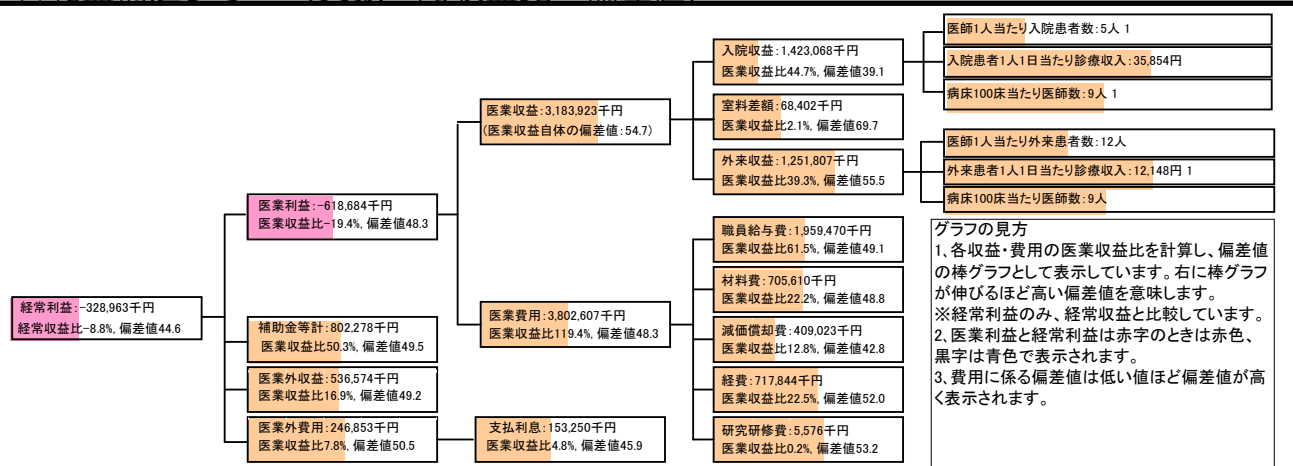 経常利益:-328,963千円
経常収支比-8.8%, 偏差値44.6
医業利益:-618,684千円
医業収益比-19.4%, 偏差値48.3
補助金等計:802,278千円
医業収益比50.3%, 偏差値49.5
医業外収益:536,574千円
医業収益比16.9%, 偏差値49.2
医業外費用:246,853千円
医業収益比7.8%, 偏差値50.5
医業収益:3,183,923千円
(医業収益自体の偏差値:54.7)
医業費用:3,802,607千円
医業収益比119.4%, 偏差値48.3
支払利息:153,250千円
医業収益比4.8%, 偏差値45.9
入院収益:1,423,068千円
医業収益比44.7%, 偏差値39.1
室料差額:68,402千円
医業収益比2.1%, 偏差値69.7
外来収益:1,251,807千円
医業収益比39.3%, 偏差値55.5
職員給与費:1,959,470千円
医業収益比61.5%, 偏差値49.1
材料費:705,610千円
医業収益比22.2%, 偏差値48.8
減価償却費:409,023千円
医業収益比12.8%, 偏差値42.8
経費:717,844千円
医業収益比22.5%, 偏差値52.0
研究研修費:5,576千円
医業収益比0.2%, 偏差値53.2
医師1人当たり入院患者数:5人 1
入院患者1人1日当たり診療収入:35,854円
病床100床当たり医師数:9人 1
医師1人当たり外来患者数:12人
外来患者1人1日当たり診療収入:12,148円 1
病床100床当たり医師数:9人
グラフの見方
1、各収益・費用の医業収益比を計算し、偏差値
の棒グラフとして表示しています。右に棒グラフ
が伸びるほど高い偏差値を意味します。
※経常利益のみ、経常収益と比較しています。
2、医業利益と経常利益は赤字のときは赤色、
黒字は青色で表示されます。
3、費用に係る偏差値は低い値ほど偏差値が高
く表示されます。